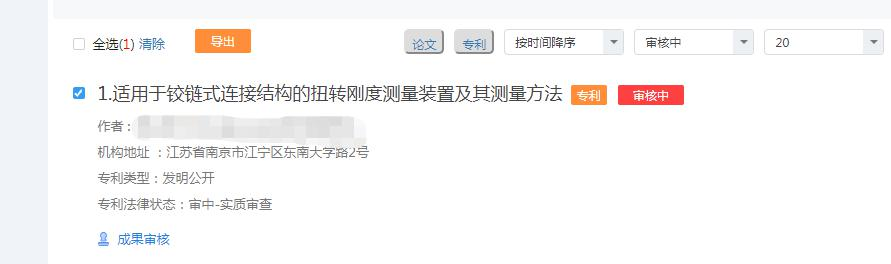 全选(1) 清除 导出 论文 专利 按时间降序 审核中 20
1.适用于铰链式连接结构的扭转刚度测量装置及其测量方法 专利 审核中
作者：
机构地址 ：江苏省南京市江宁区东南大学路2号
专利类型：发明公开
专利法律状态：审中-实质审查
成果审核